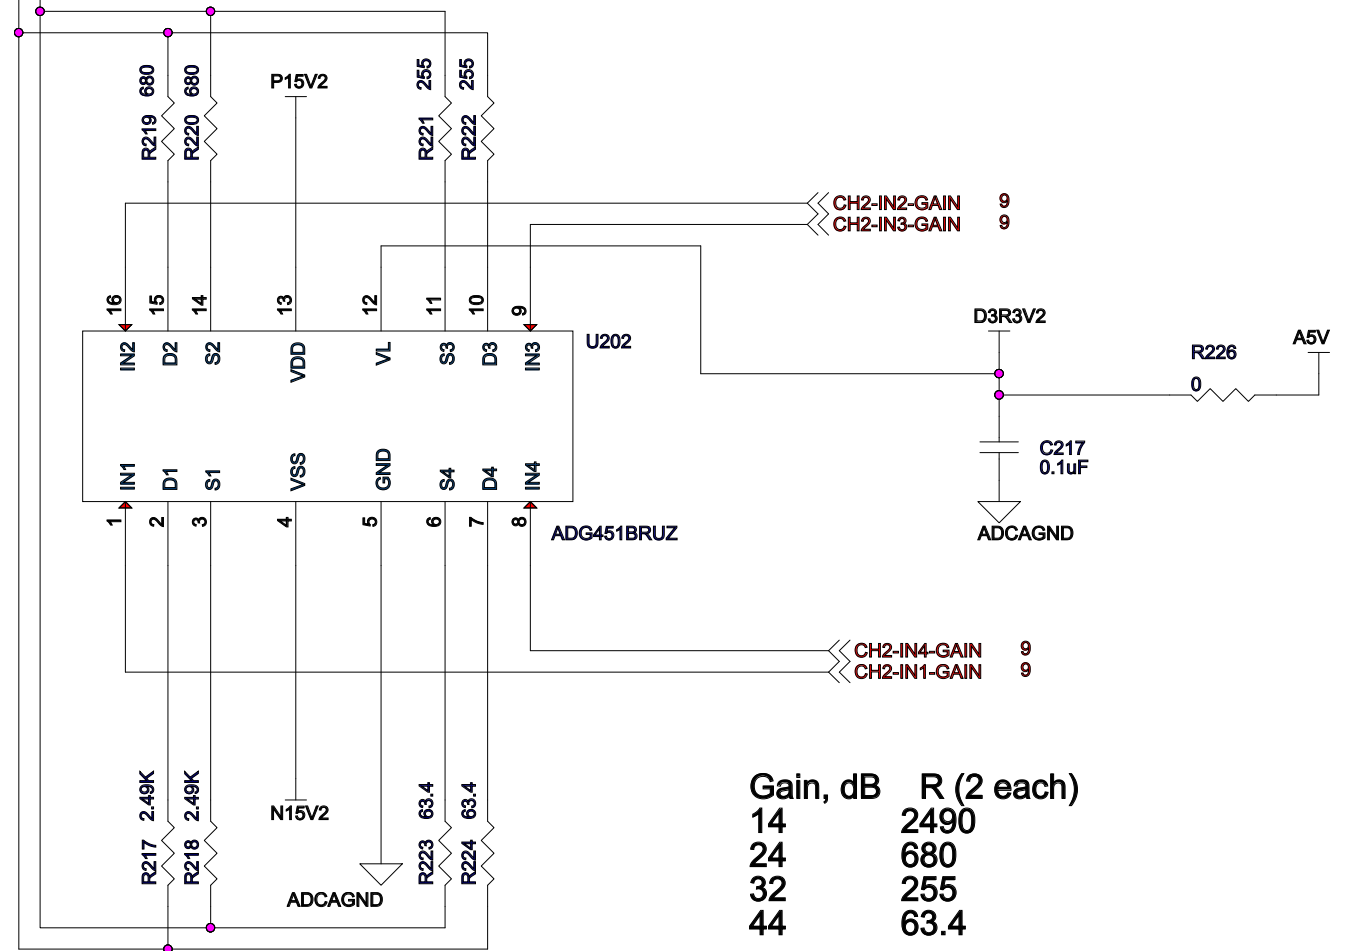 680
680
255
255
R219
R220
P15V2
R221
R222
CH2-IN2-GAIN 9
CH2-IN3-GAIN 9
16
15
14
13
12
11
10
9
U202
IN2
D2
S2
VDD
VL
S3
D3
IN3
D3R3V2
A5V
R226
0
IN1
D1
S1
VSS
GND
S4
D4
IN4
C217
0.1uF
1
2
3
4
5
6
7
8
ADG451BRUZ
ADCAGND
CH2-IN4-GAIN 9
CH2-IN1-GAIN 9
2.49K
2.49K
N15V2
63.4
63.4
R217
R218
R223
R224
ADCAGND
Gain, dB R (2 each)
14 2490
24 680
32 255
44 63.4